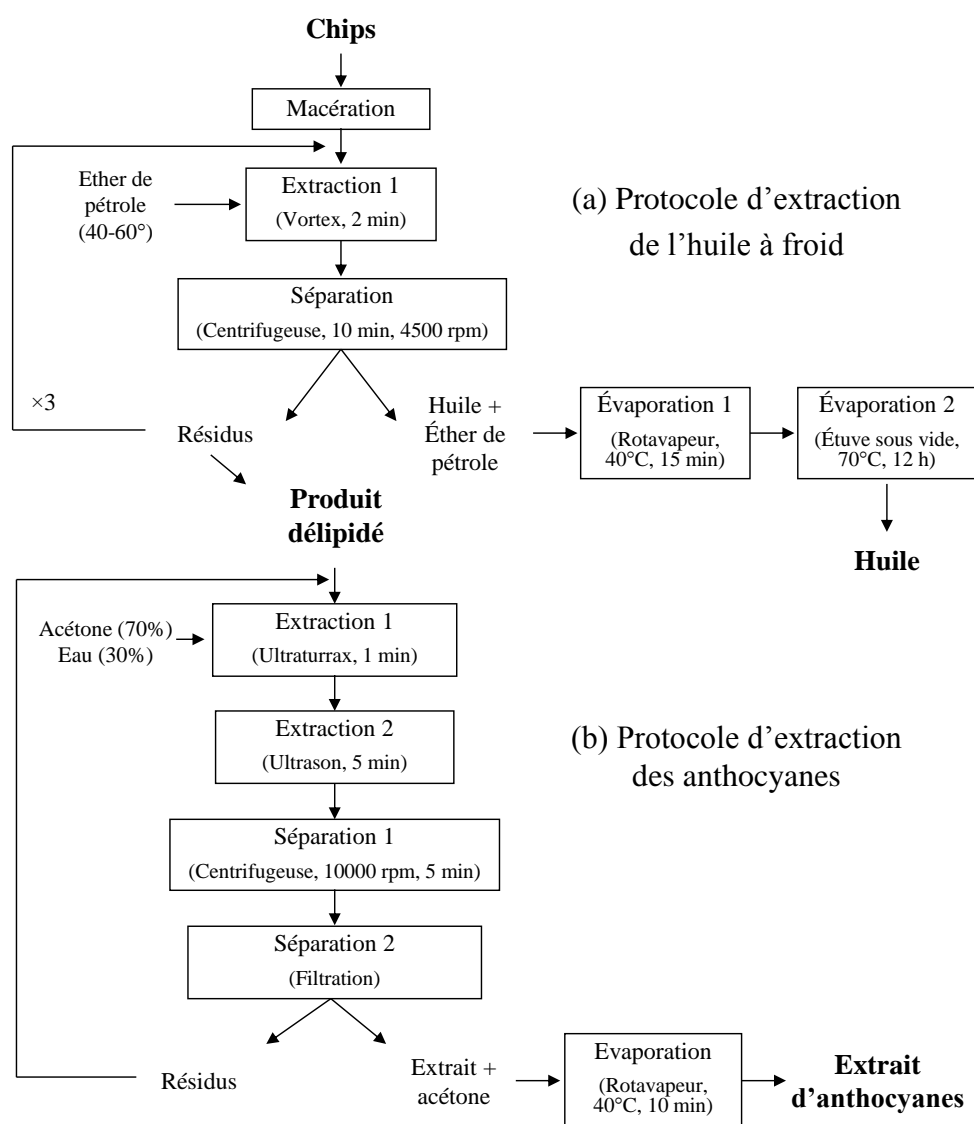 Chips
Macération
Ether de
pétrole
(40-60°)
Extraction 1
(Vortex, 2 min)
(a) Protocole d'extraction
de l'huile à froid
Séparation
(Centrifugeuse, 10 min, 4500 rpm)
×3
Résidus
Huile +
Éther de
pétrole
Évaporation 1
(Rotavapeur,
40°C, 15 min)
Évaporation 2
(Étuve sous vide,
70°C, 12 h)
Produit
délipidé
Huile
Acétone (70%)
Eau (30%)
Extraction 1
(Ultraturrax, 1 min)
Extraction 2
(Ultrason, 5 min)
(b) Protocole d'extraction
des anthocyanes
Séparation 1
(Centrifugeuse, 10000 rpm, 5 min)
Séparation 2
(Filtration)
Résidus
Extrait +
acétone
Evaporation
(Rotavapeur,
40°C, 10 min)
Extrait
d'anthocyanes